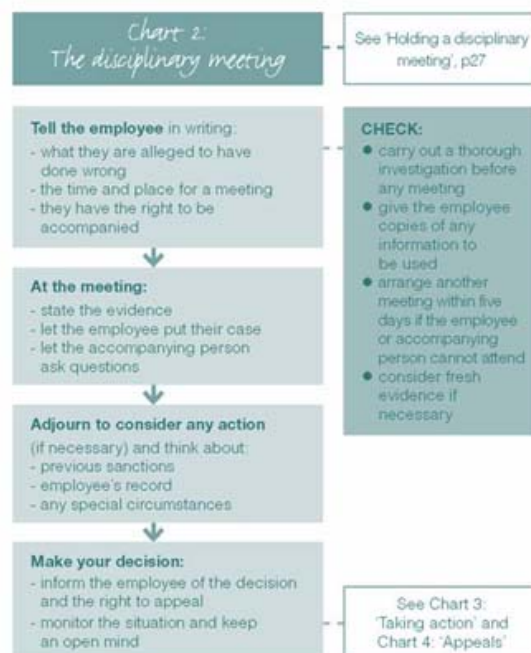 Chart 2:
The disciplinary meeting
See 'Holding a disciplinary
meeting', p27
Tell the employee in writing:
- what they are alleged to have
done wrong
- the time and place for a meeting
- they have the right to be
accompanied
CHECK:
● carry out a thorough
investigation before
any meeting
● give the employee
copies of any
information to
be used
● arrange another
meeting within five
days if the employee
or accompanying
person cannot attend
● consider fresh
evidence if
necessary
At the meeting:
- state the evidence
- let the employee put their case
- let the accompanying person
ask questions
Adjourn to consider any action
(if necessary) and think about:
- previous sanctions
- employee's record
- any special circumstances
Make your decision:
- inform the employee of the decision
and the right to appeal
- monitor the situation and keep
an open mind
See Chart 3:
'Taking action' and
Chart 4: 'Appeals'